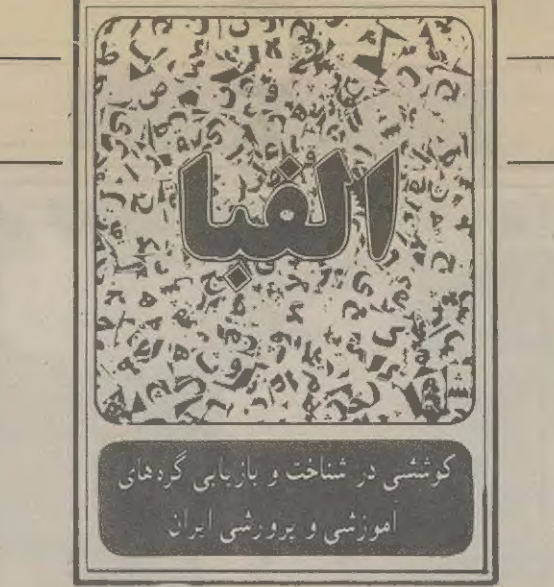 الفبا
کوششی در شناخت و بازیابی گره‌های
آموزشی و پرورشی ایران